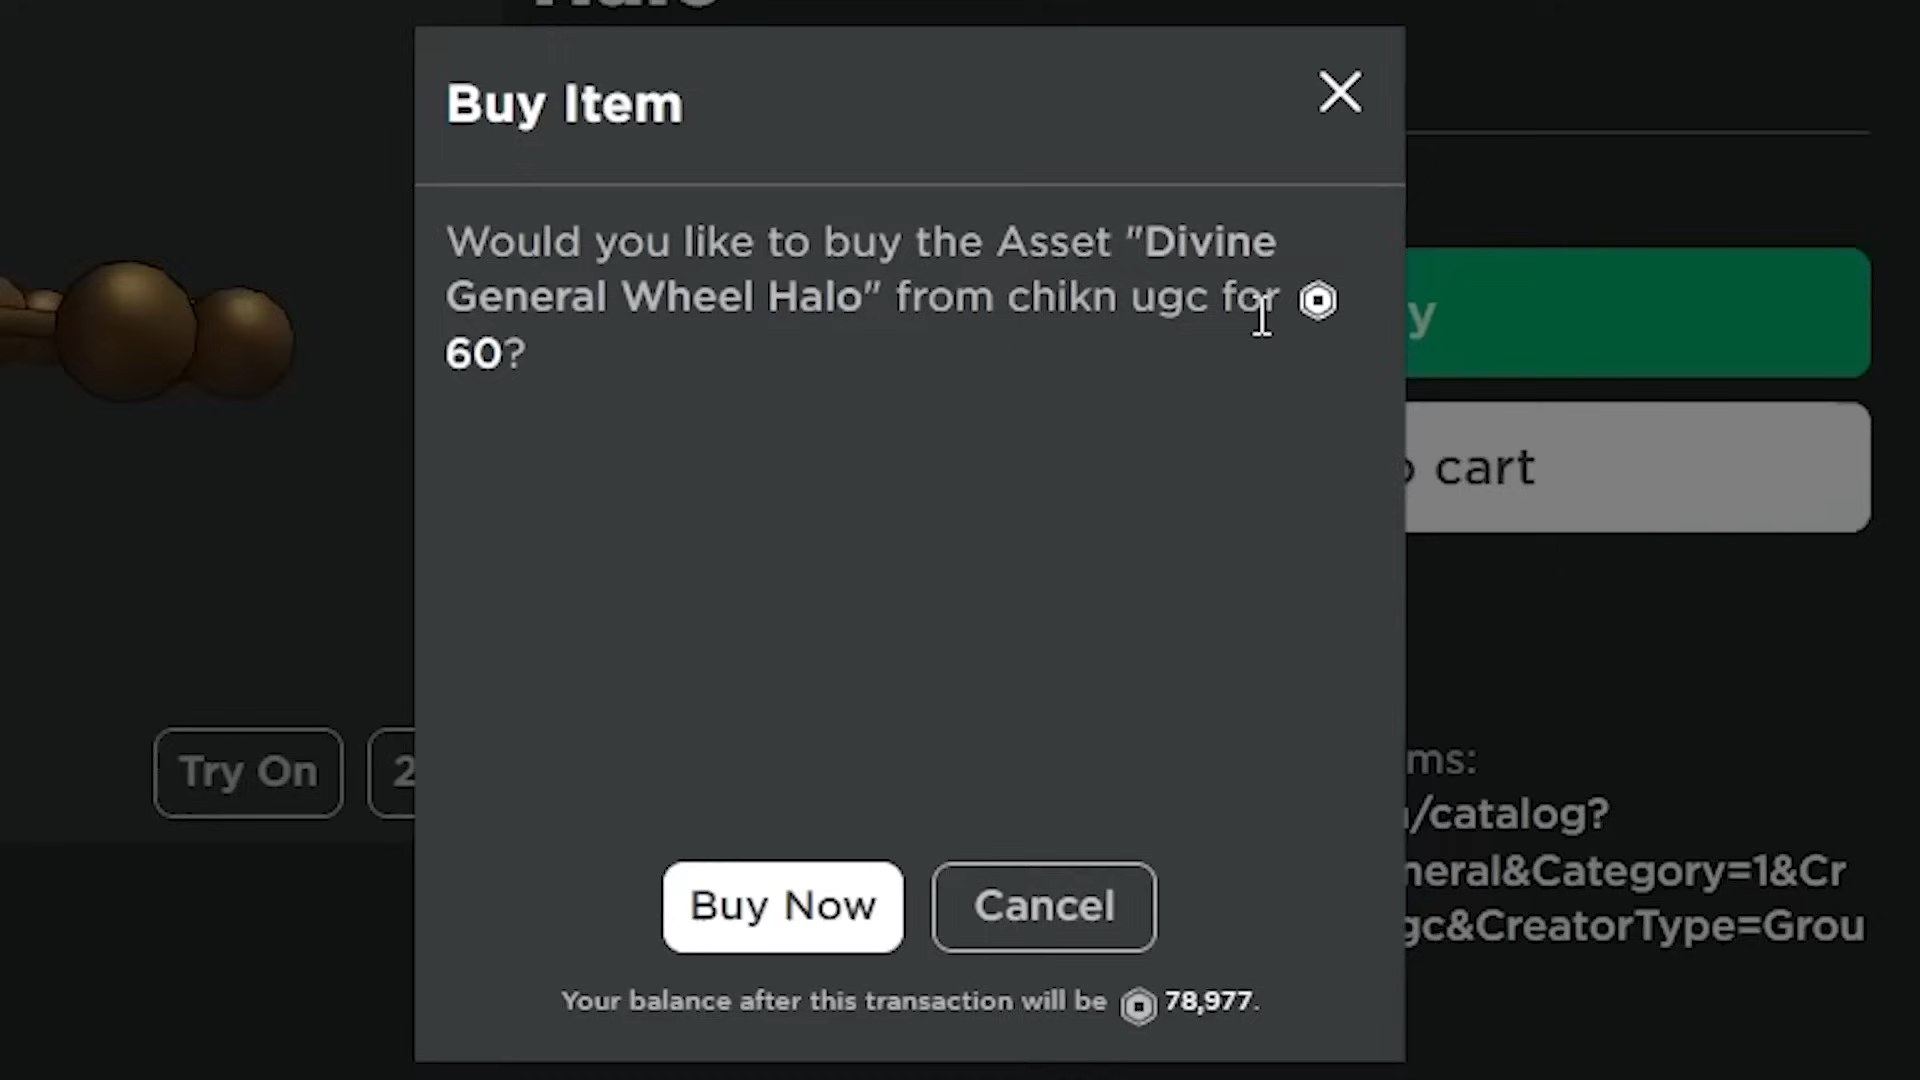 Buy Item
Would you like to buy the Asset "Divine
General Wheel Halo" from chikn ugc for
60?
y
cart
Try On
2
ms:
/catalog?
neral&Category=1&Cr
gc&CreatorType=Grou
Buy Now
Cancel
Your balance after this transaction will be 78,977.